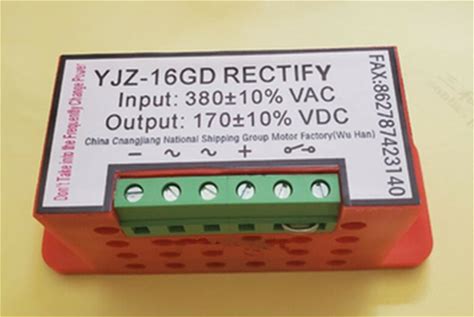 YJZ-16GD RECTIFY
Input: 380±10% VAC
Output: 170±10% VDC
China Cnangjiang National Shipping Group Motor Factory(Wu Han)
− ~ ~ +
Don't Take into the Frequently Change Power
FAX:862787423140